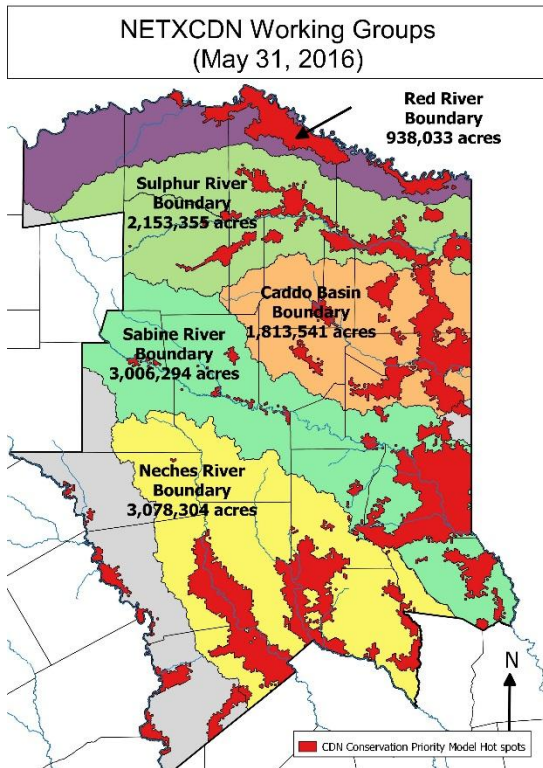 NETXCDN Working Groups
(May 31, 2016)
Red River
Boundary
938,033 acres
Sulphur River
Boundary
2,153,355 acres
Caddo Basin
Boundary
1,813,541 acres
Sabine River
Boundary
3,006,294 acres
Neches River
Boundary
3,078,304 acres
N
CDN Conservation Priority Model Hot spots